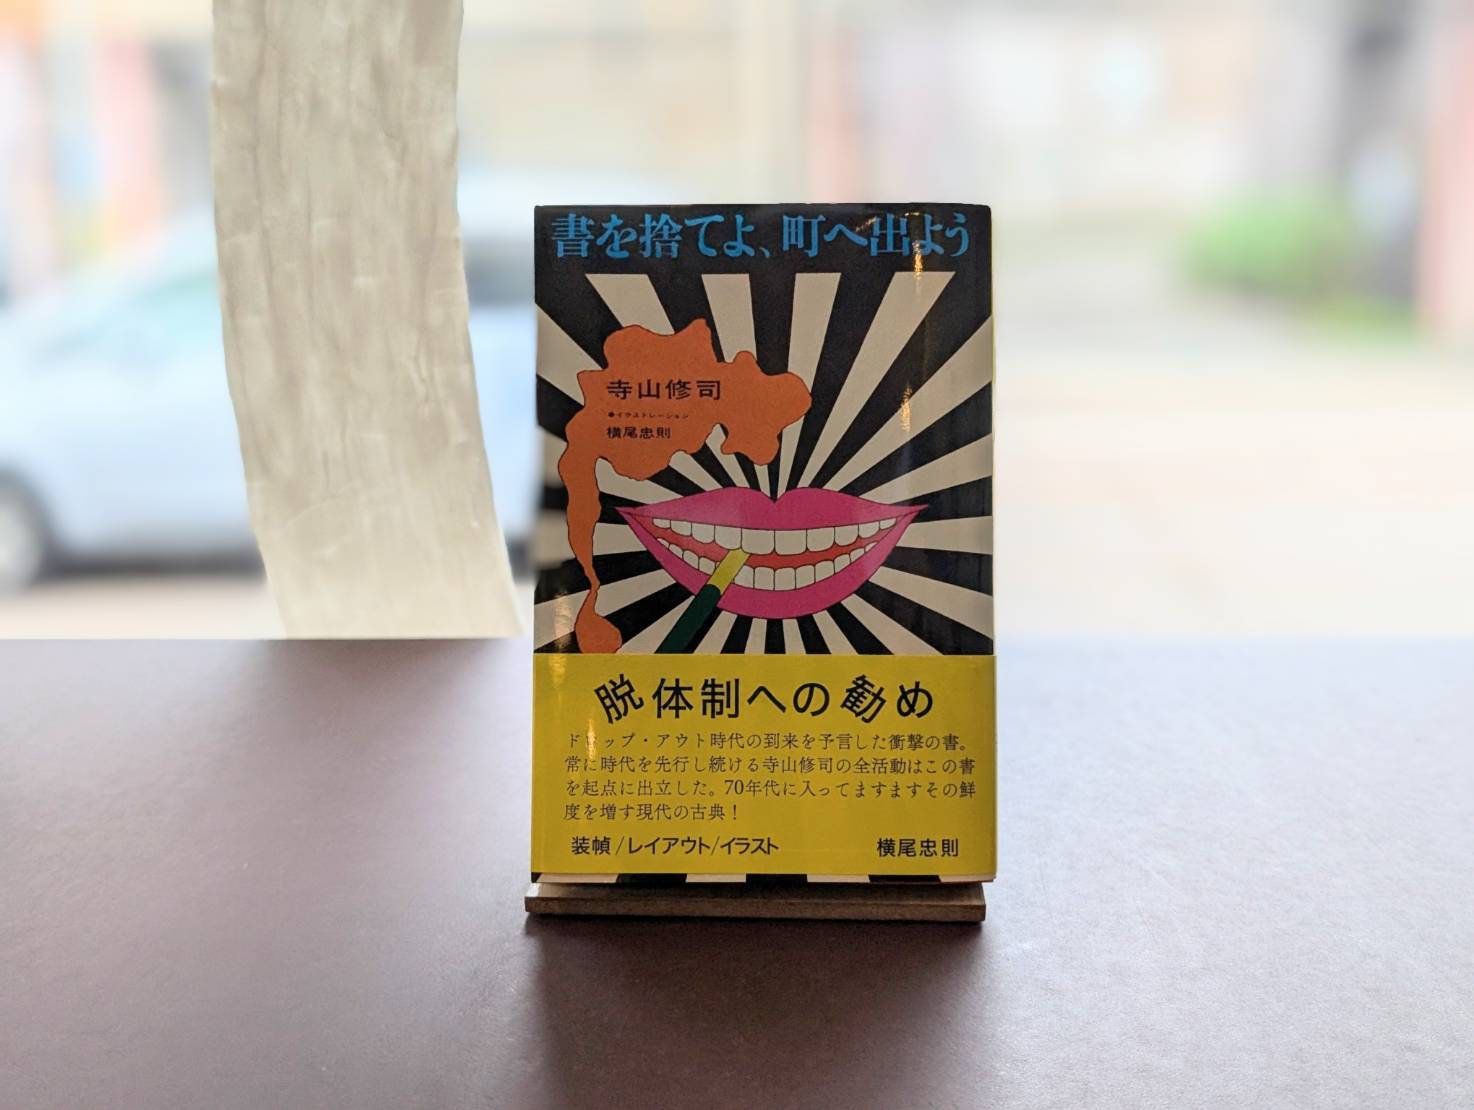 書を捨てよ、町へ出よう
寺山修司
●イラストレーション
横尾忠則
脱体制への勧め
ドロップ・アウト時代の到来を予言した衝撃の書。
常に時代を先行し続ける寺山修司の全活動はこの書
を起点に出立した。70年代に入ってますますその鮮
度を増す現代の古典！
装幀/レイアウト/イラスト 横尾忠則